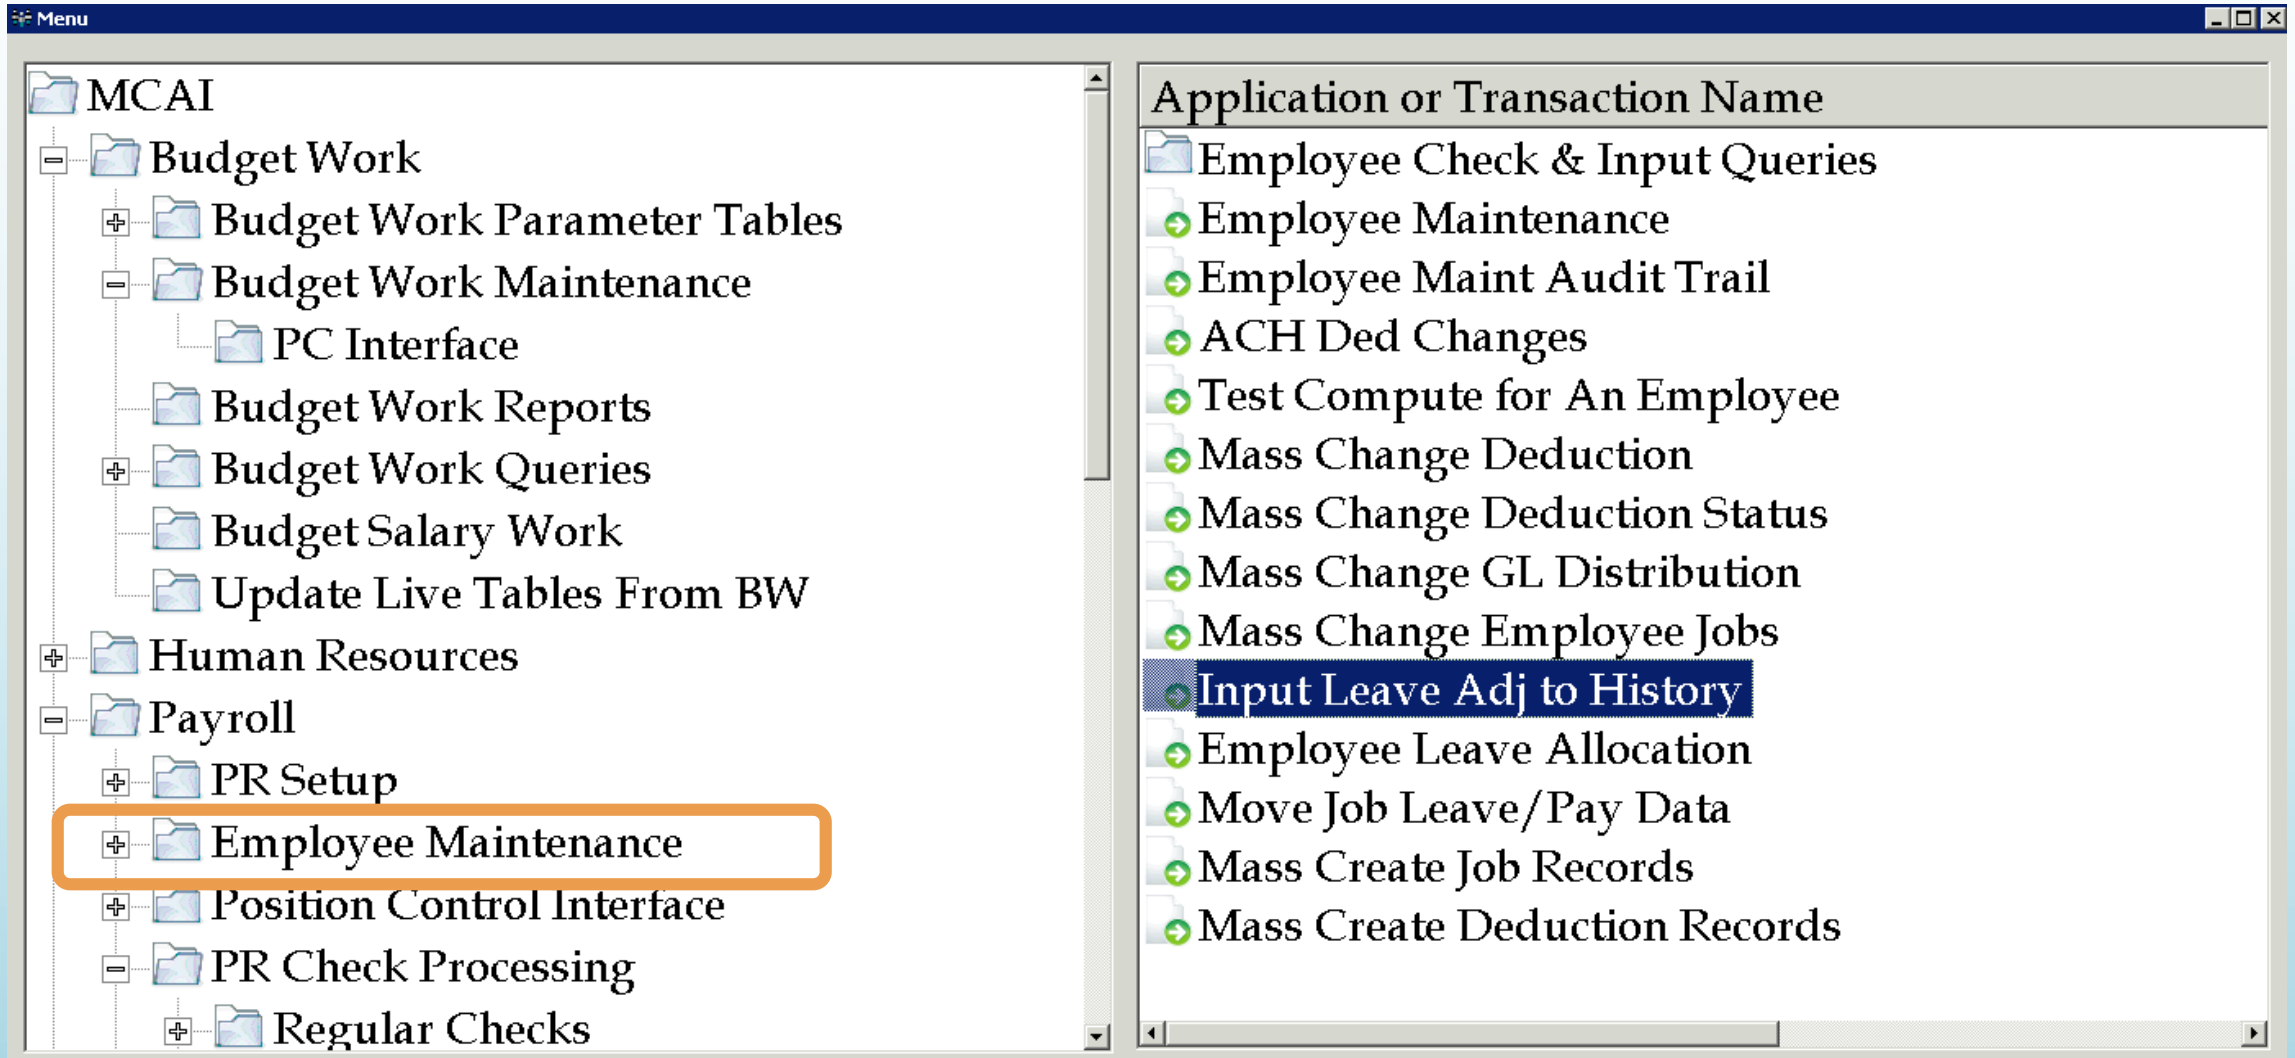 Menu
MCAI
Budget Work
Budget Work Parameter Tables
Budget Work Maintenance
PC Interface
Budget Work Reports
Budget Work Queries
Budget Salary Work
Update Live Tables From BW
Human Resources
Payroll
PR Setup
Employee Maintenance
Position Control Interface
PR Check Processing
Regular Checks
Application or Transaction Name
Employee Check & Input Queries
Employee Maintenance
Employee Maint Audit Trail
ACH Ded Changes
Test Compute for An Employee
Mass Change Deduction
Mass Change Deduction Status
Mass Change GL Distribution
Mass Change Employee Jobs
Input Leave Adj to History
Employee Leave Allocation
Move Job Leave/Pay Data
Mass Create Job Records
Mass Create Deduction Records